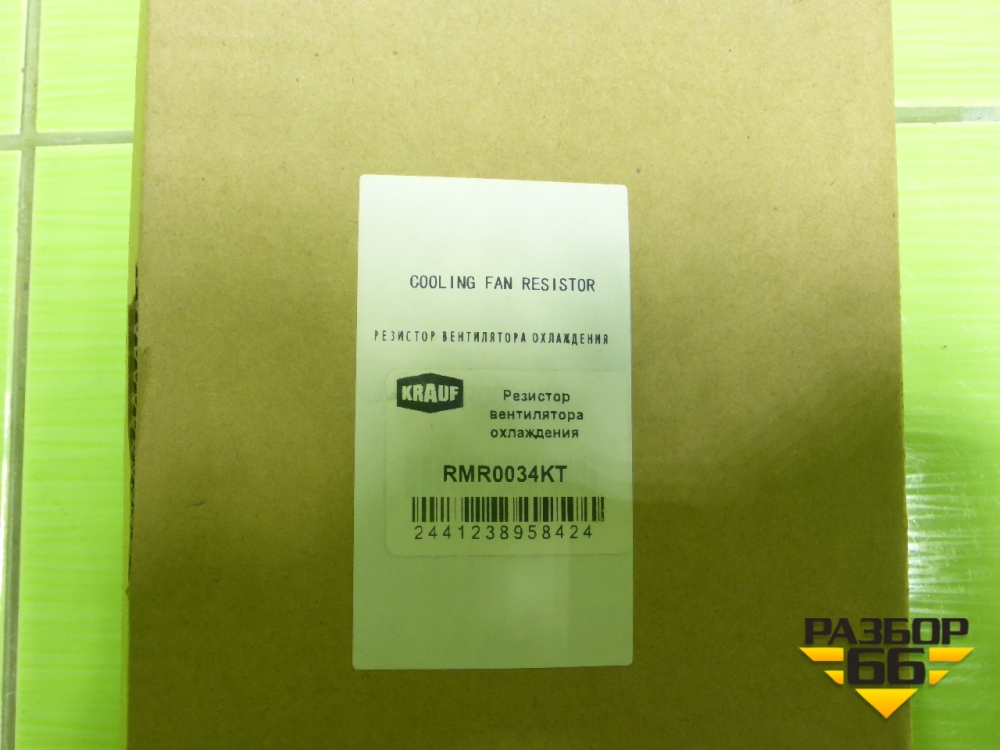 COOLING FAN RESISTOR
РЕЗИСТОР ВЕНТИЛЯТОРА ОХЛАЖДЕНИЯ
KRAUF
Резистор
вентилятора
охлаждения
RMR0034KT
2441238958424
РАЗБОР
66